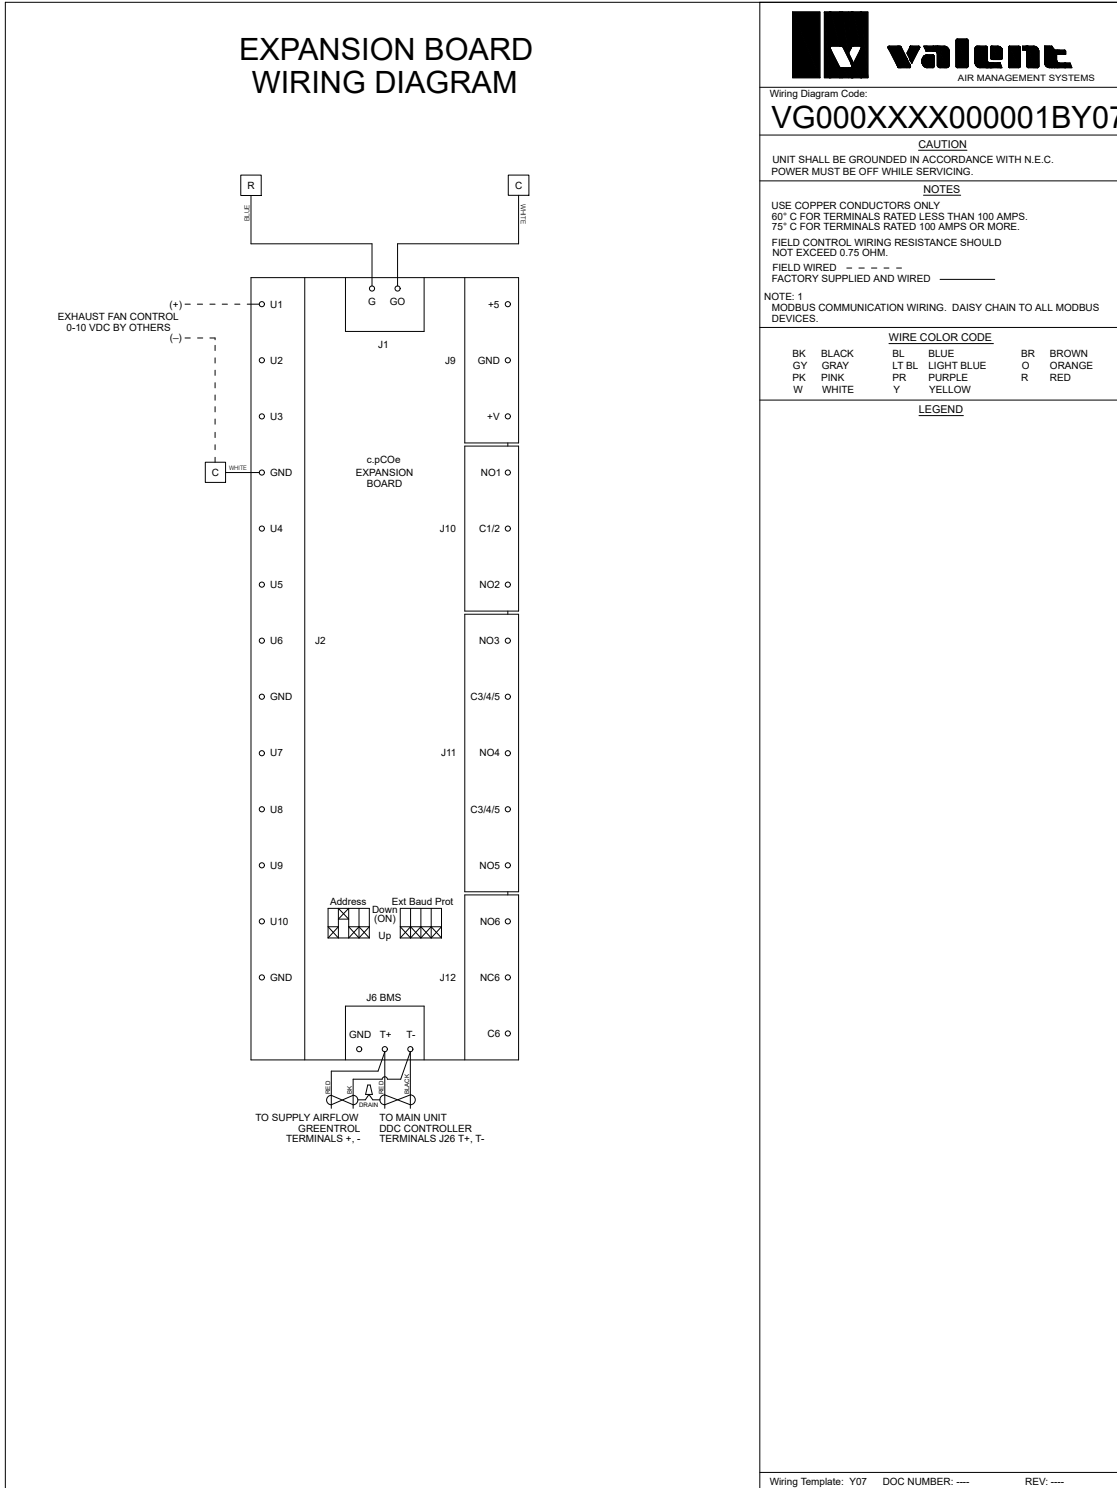 EXPANSION BOARD
WIRING DIAGRAM
R
BLUE
C
WHITE
G GO
J1
(+)
EXHAUST FAN CONTROL
0-10 VDC BY OTHERS
(–)
C
WHITE
U1
U2
U3
GND
U4
U5
U6
GND
U7
U8
U9
U10
GND
J2
c.pCOe
EXPANSION
BOARD
J9
+5
GND
+V
J10
NO1
C1/2
NO2
J11
NO3
C3/4/5
NO4
C3/4/5
NO5
J12
NO6
NC6
C6
Address
Down
(ON)
Up
Ext Baud Prot
J6 BMS
GND T+ T-
RED
BK
DRAIN
RED
BLACK
TO SUPPLY AIRFLOW
GREENTROL
TERMINALS +, -
TO MAIN UNIT
DDC CONTROLLER
TERMINALS J26 T+, T-
v valent
AIR MANAGEMENT SYSTEMS
Wiring Diagram Code:
VG000XXXX000001BY07
CAUTION
UNIT SHALL BE GROUNDED IN ACCORDANCE WITH N.E.C.
POWER MUST BE OFF WHILE SERVICING.
NOTES
USE COPPER CONDUCTORS ONLY
60° C FOR TERMINALS RATED LESS THAN 100 AMPS.
75° C FOR TERMINALS RATED 100 AMPS OR MORE.
FIELD CONTROL WIRING RESISTANCE SHOULD
NOT EXCEED 0.75 OHM.
FIELD WIRED
FACTORY SUPPLIED AND WIRED
NOTE: 1
MODBUS COMMUNICATION WIRING. DAISY CHAIN TO ALL MODBUS
DEVICES.
WIRE COLOR CODE
BK BLACK BL BLUE BR BROWN
GY GRAY LT BL LIGHT BLUE O ORANGE
PK PINK PR PURPLE R RED
W WHITE Y YELLOW
LEGEND
Wiring Template: Y07 DOC NUMBER: ---- REV: ----